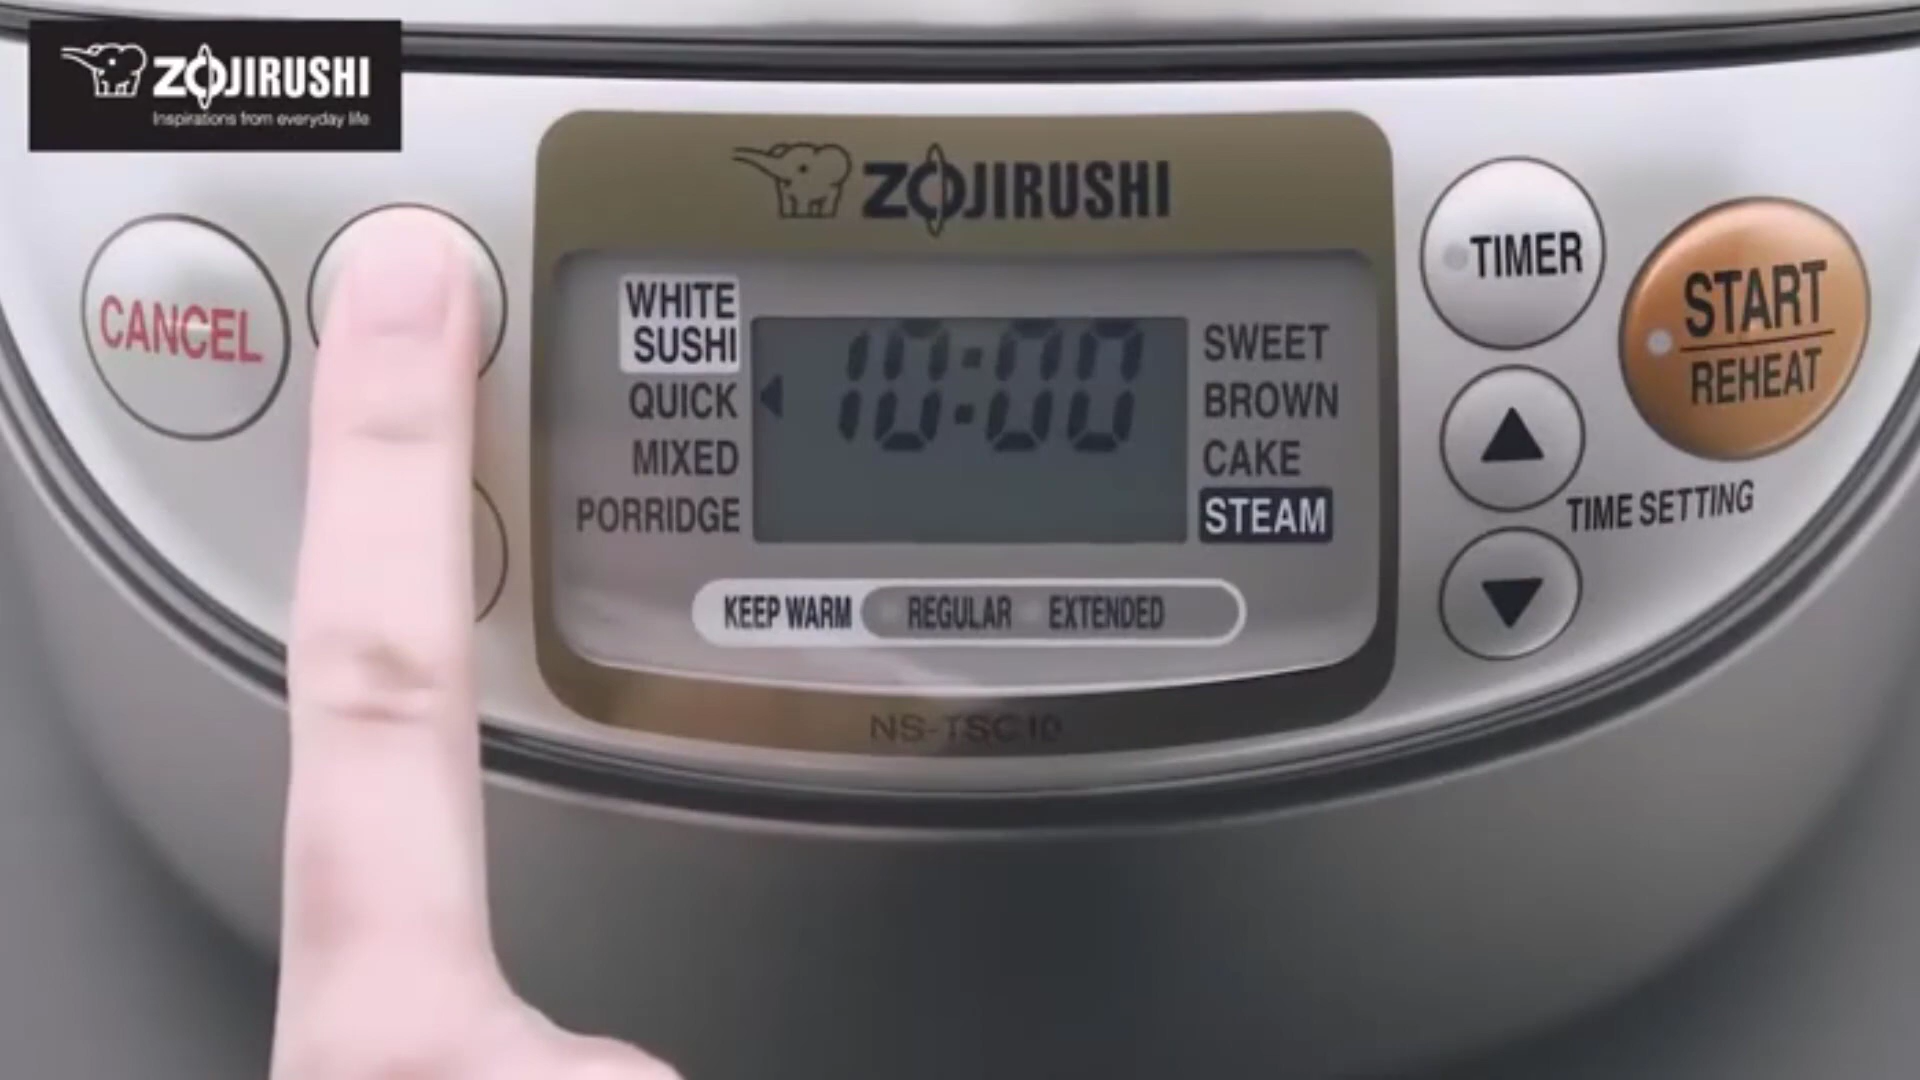 ZOJIRUSHI
Inspirations from everyday life
ZOJIRUSHI
CANCEL
WHITE
SUSHI
QUICK
MIXED
PORRIDGE
10:00
SWEET
BROWN
CAKE
STEAM
KEEP WARM REGULAR EXTENDED
NS-TSC10
TIMER
START
REHEAT
TIME SETTING